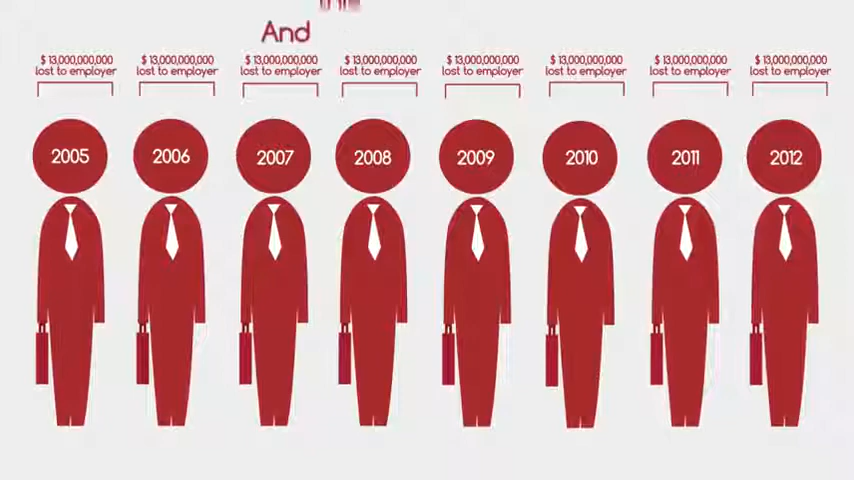 And
$ 13,000,000,000 $ 13,000,000,000 $ 13,000,000,000 $ 13,000,000,000 $ 13,000,000,000 $ 13,000,000,000 $ 13,000,000,000 $ 13,000,000,000
lost to employer lost to employer lost to employer lost to employer lost to employer lost to employer lost to employer lost to employer
2005 2006 2007 2008 2009 2010 2011 2012